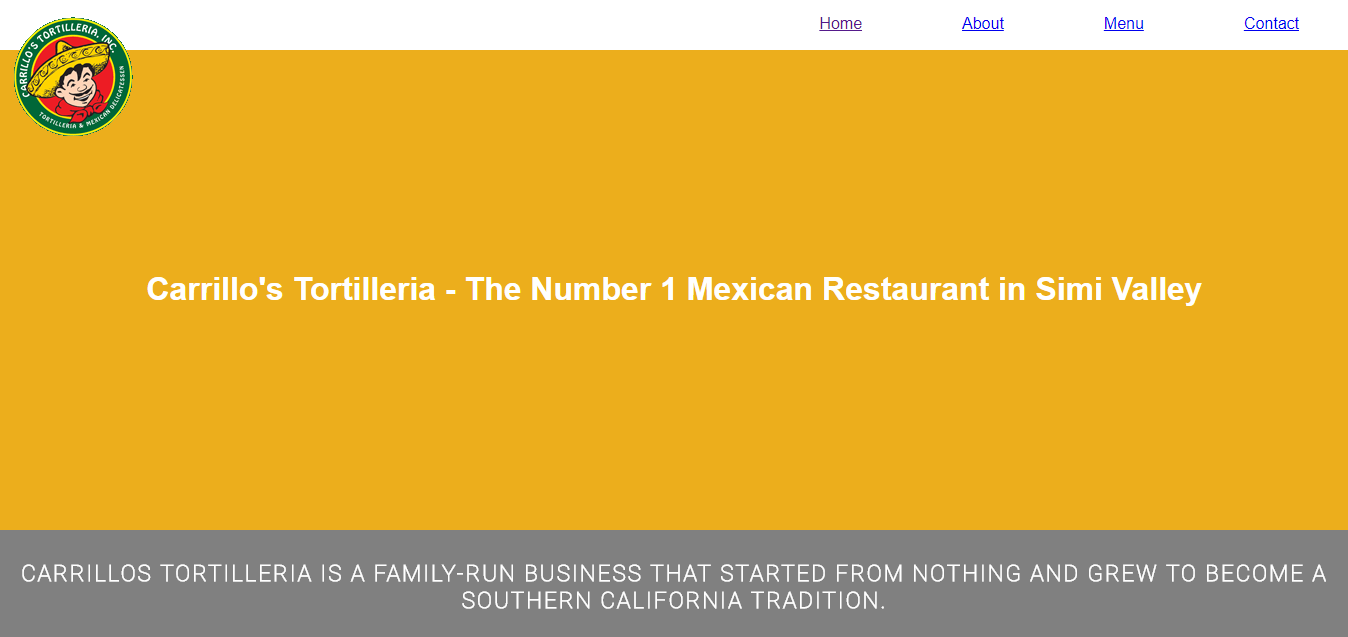 CARRILLO'S TORTILLERIA, INC.
TORTILLERIA & MEXICAN DELICATESSEN
Home About Menu Contact
Carrillo's Tortilleria - The Number 1 Mexican Restaurant in Simi Valley
CARRILLOS TORTILLERIA IS A FAMILY-RUN BUSINESS THAT STARTED FROM NOTHING AND GREW TO BECOME A
SOUTHERN CALIFORNIA TRADITION.